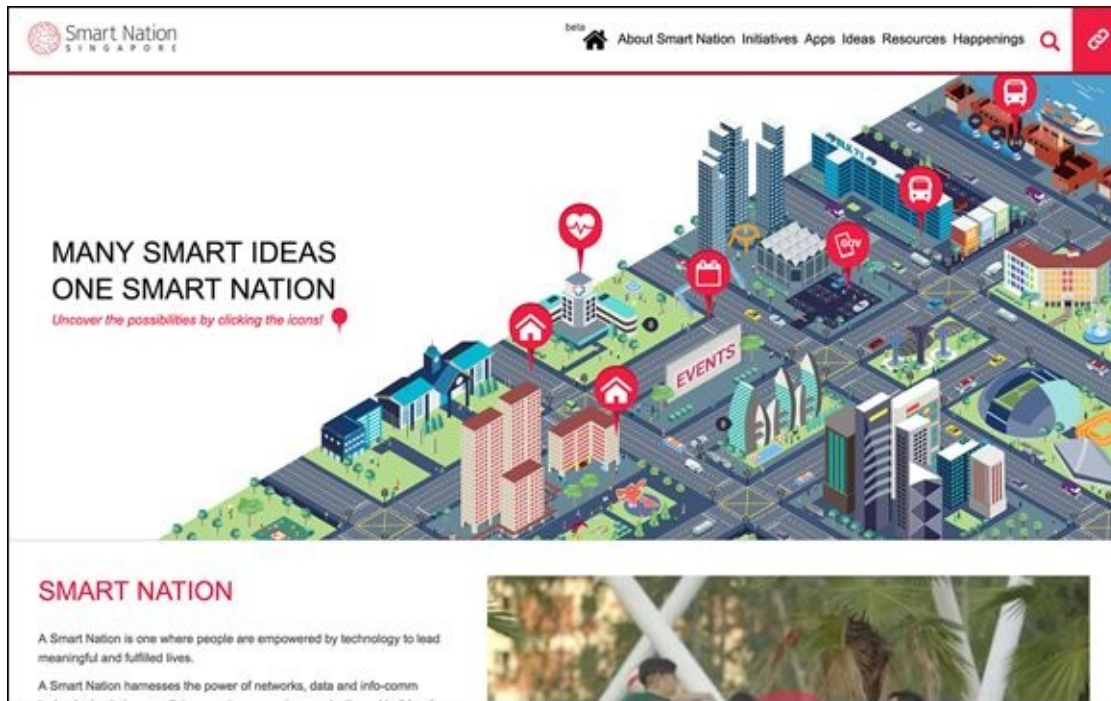 Smart Nation
SINGAPORE
beta
About Smart Nation Initiatives Apps Ideas Resources Happenings
BLK 71
GOV
MANY SMART IDEAS
ONE SMART NATION
Uncover the possibilities by clicking the icons!
EVENTS
SMART NATION
A Smart Nation is one where people are empowered by technology to lead
meaningful and fulfilled lives.
A Smart Nation harnesses the power of networks, data and info-comm